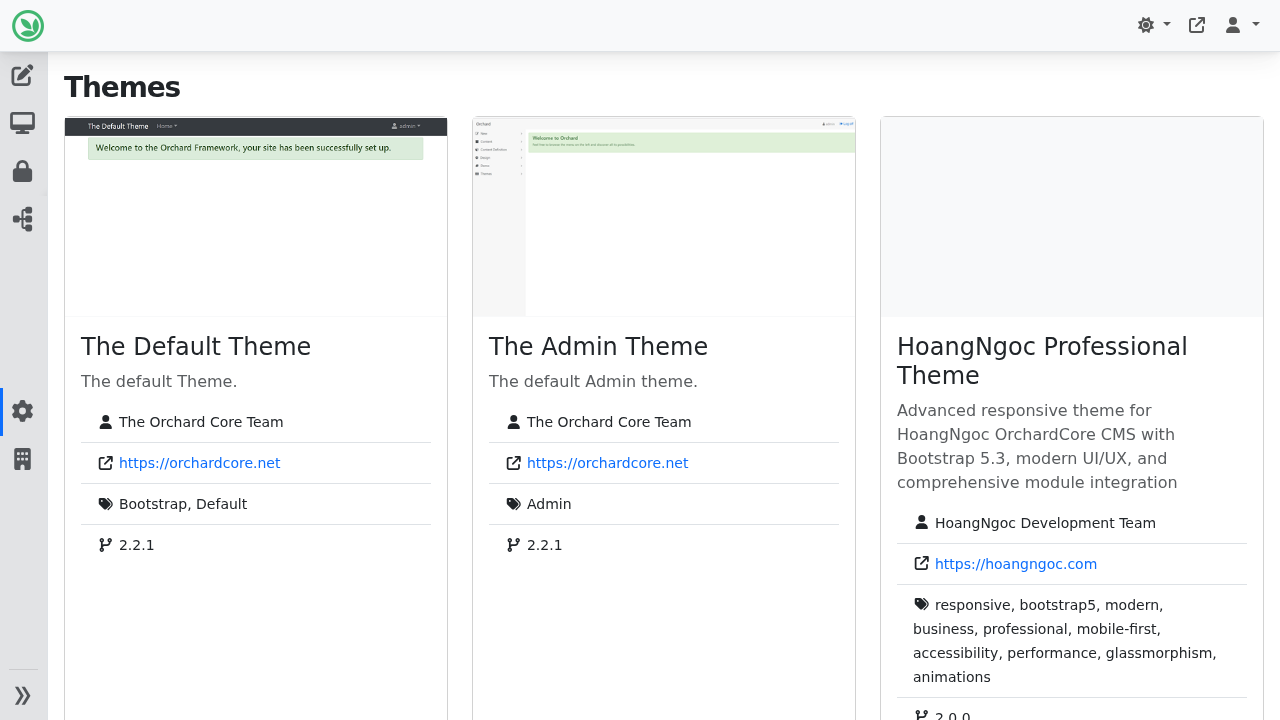 Themes
The Default Theme
Home
admin
Welcome to the Orchard Framework, your site has been successfully set up.
The Default Theme
The default Theme.
The Orchard Core Team
https://orchardcore.net
Bootstrap, Default
2.2.1
Orchard
Welcome to Orchard
The Admin Theme
The default Admin theme.
The Orchard Core Team
https://orchardcore.net
Admin
2.2.1
HoangNgoc Professional
Theme
Advanced responsive theme for
HoangNgoc OrchardCore CMS with
Bootstrap 5.3, modern UI/UX, and
comprehensive module integration
HoangNgoc Development Team
https://hoangngoc.com
responsive, bootstrap5, modern,
business, professional, mobile-first,
accessibility, performance, glassmorphism,
animations
2.0.0